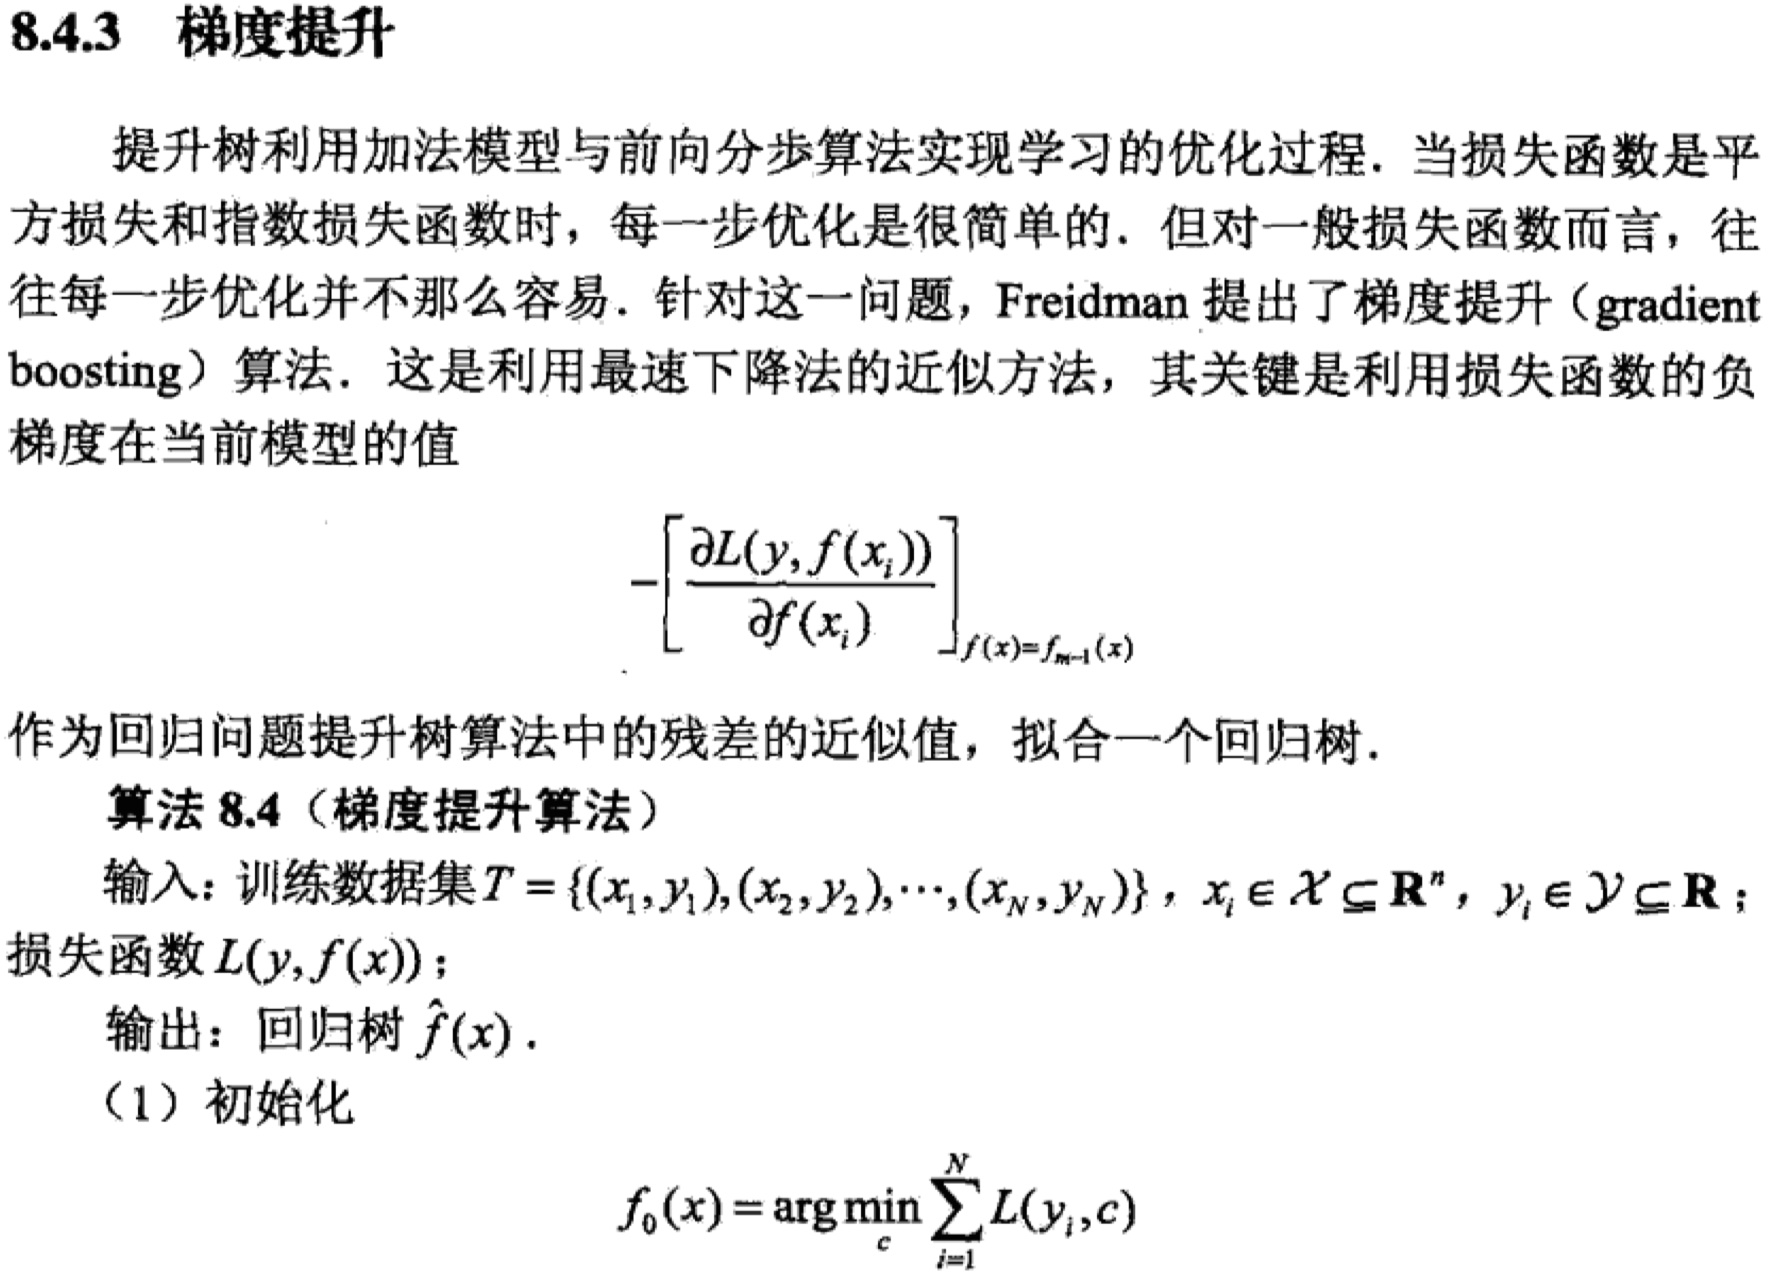 8.4.3 梯度提升
提升树利用加法模型与前向分步算法实现学习的优化过程．当损失函数是平
方损失和指数损失函数时，每一步优化是很简单的．但对一般损失函数而言，往
往每一步优化并不那么容易．针对这一问题，Freidman 提出了梯度提升（gradient
boosting）算法．这是利用最速下降法的近似方法，其关键是利用损失函数的负
梯度在当前模型的值
$-\left[\frac{\partial L(y,f(x_i))}{\partial f(x_i)}\right]_{f(x)=f_{m-1}(x)}$
作为回归问题提升树算法中的残差的近似值，拟合一个回归树．
算法 8.4（梯度提升算法）
输入：训练数据集 $T=\{(x_1,y_1),(x_2,y_2),\cdots,(x_N,y_N)\}$，$x_i\in\mathcal{X}\subseteq\mathbf{R}^n$，$y_i\in\mathcal{Y}\subseteq\mathbf{R}$；
损失函数 $L(y,f(x))$；
输出：回归树 $\hat{f}(x)$．
（1）初始化
$f_0(x)=\arg\min_c\sum_{i=1}^{N}L(y_i,c)$